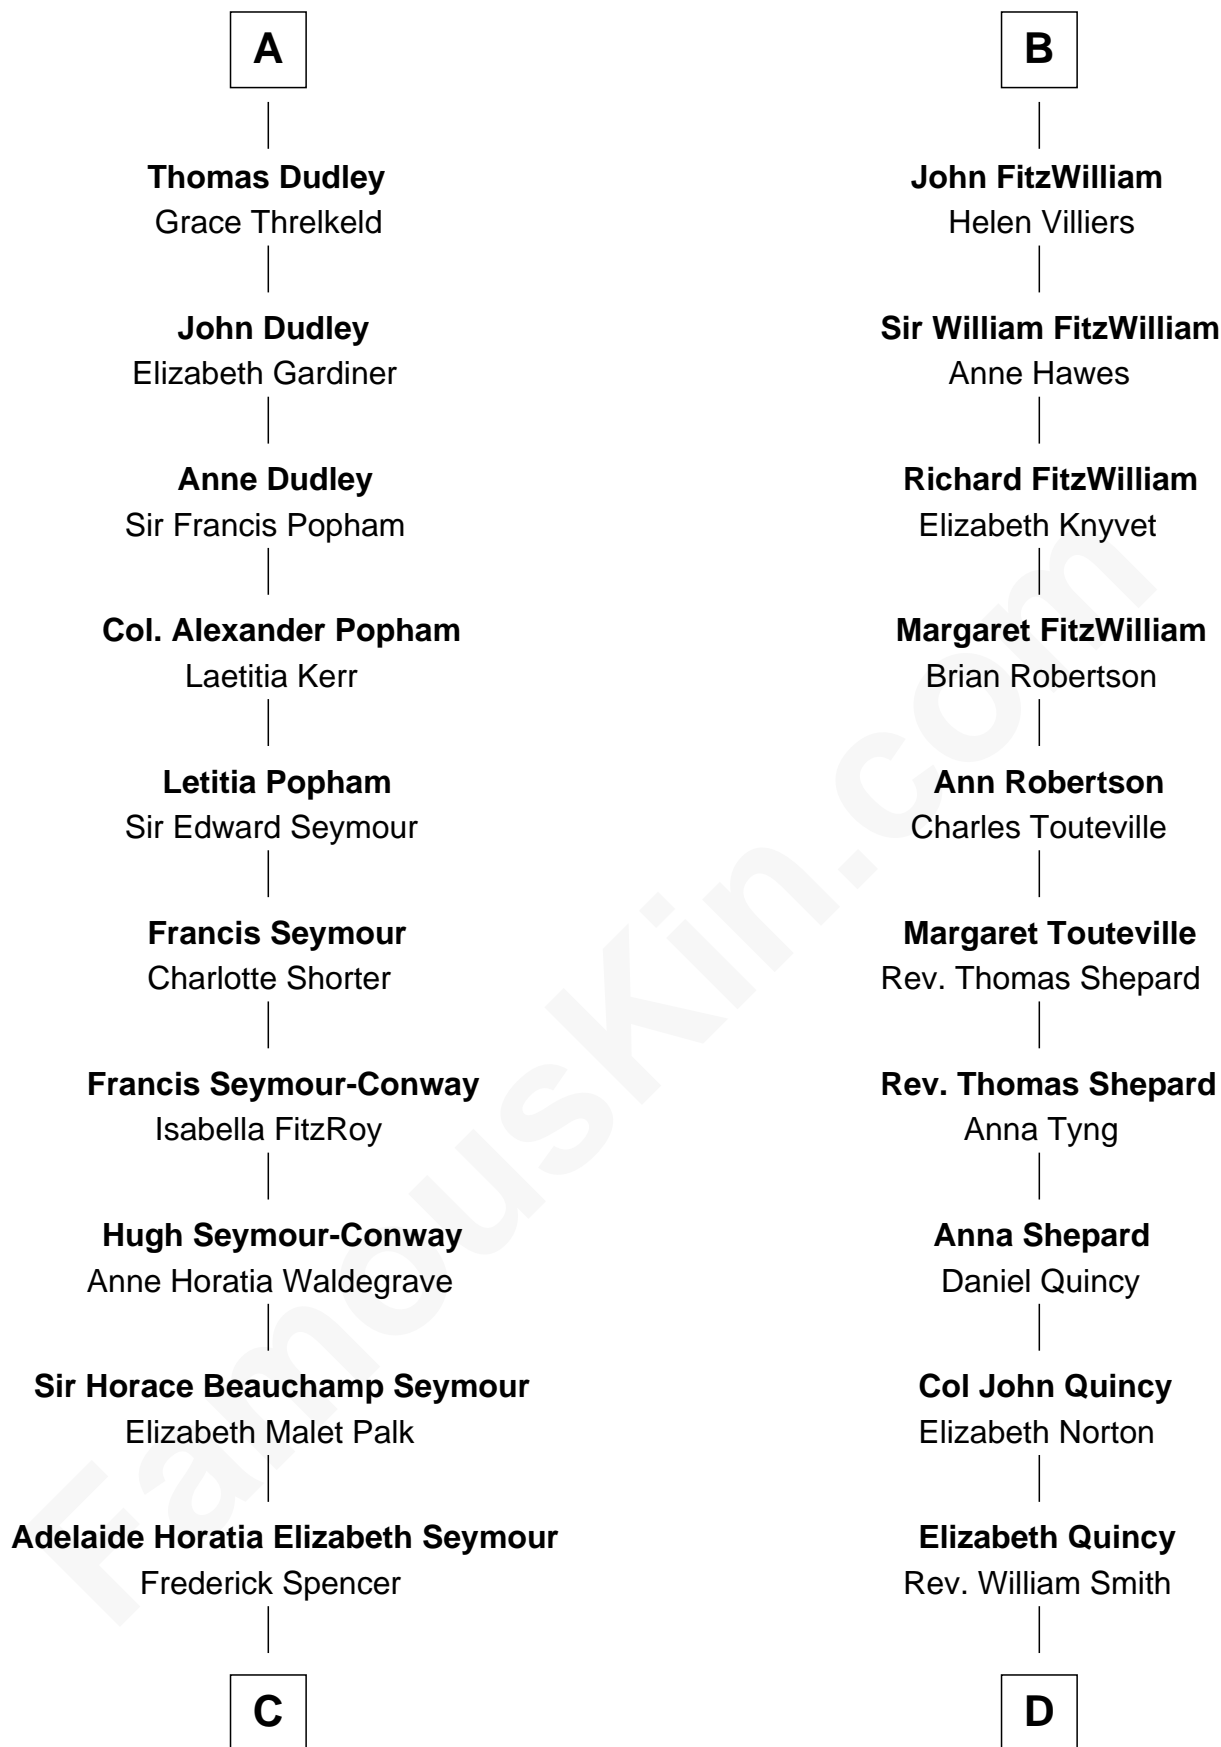 A
Thomas Dudley
Grace Threlkeld
John Dudley
Elizabeth Gardiner
Anne Dudley
Sir Francis Popham
Col. Alexander Popham
Laetitia Kerr
Letitia Popham
Sir Edward Seymour
Francis Seymour
Charlotte Shorter
Francis Seymour-Conway
Isabella FitzRoy
Hugh Seymour-Conway
Anne Horatia Waldegrave
Sir Horace Beauchamp Seymour
Elizabeth Malet Palk
Adelaide Horatia Elizabeth Seymour
Frederick Spencer
C
B
John FitzWilliam
Helen Villiers
Sir William FitzWilliam
Anne Hawes
Richard FitzWilliam
Elizabeth Knyvet
Margaret FitzWilliam
Brian Robertson
Ann Robertson
Charles Touteville
Margaret Touteville
Rev. Thomas Shepard
Rev. Thomas Shepard
Anna Tyng
Anna Shepard
Daniel Quincy
Col John Quincy
Elizabeth Norton
Elizabeth Quincy
Rev. William Smith
D
FamousKin.com